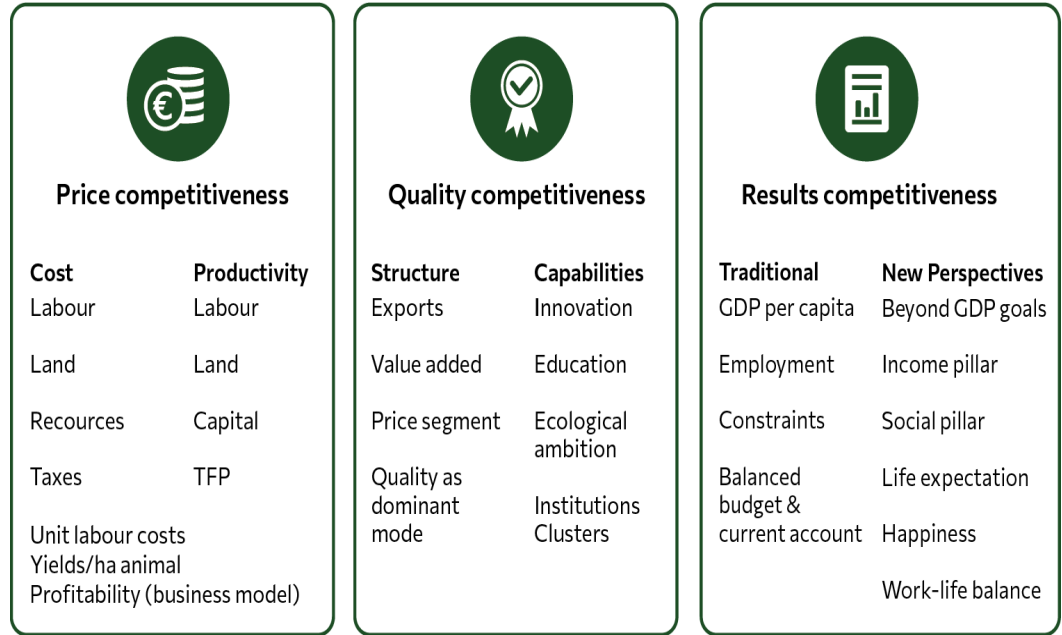 €
Price competitiveness
Cost
Labour
Land
Recources
Taxes
Productivity
Labour
Land
Capital
TFP
Unit labour costs
Yields/ha animal
Profitability (business model)
Quality competitiveness
Structure
Exports
Value added
Price segment
Quality as
dominant
mode
Capabilities
Innovation
Education
Ecological
ambition
Institutions
Clusters
Results competitiveness
Traditional
GDP per capita
Employment
Constraints
Balanced
budget &
current account
New Perspectives
Beyond GDP goals
Income pillar
Social pillar
Life expectation
Happiness
Work-life balance